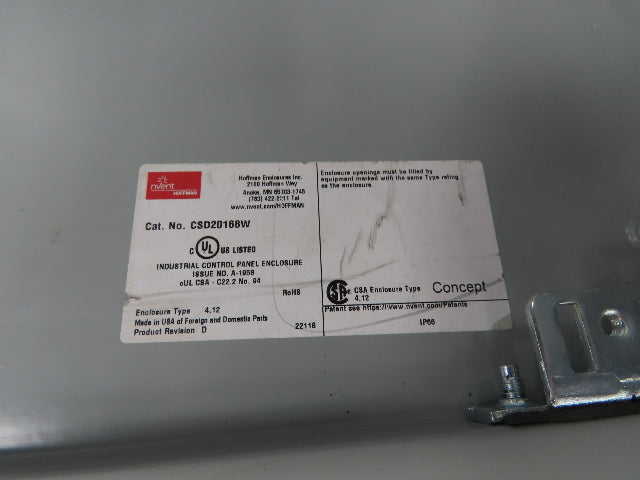 nVent
HOFFMAN
Hoffman Enclosures Inc.
2100 Hoffman Way
Anoka, MN 55303-1745
(763) 422-2211 Tel
www.nvent.com/HOFFMAN
Cat. No. CSD20168W
C UL US LISTED
INDUSTRIAL CONTROL PANEL ENCLOSURE
ISSUE NO. A-1959
cUL CSA - C22.2 No. 94
RoHS
Enclosure Type 4,12
Made in USA of Foreign and Domestic Parts
Product Revision D
22118
Enclosure openings must be filled by
equipment marked with the same Type rating
as the enclosure.
CSA Enclosure Type
4,12
Concept
PMent see https://nvent.com/Patents
IP66